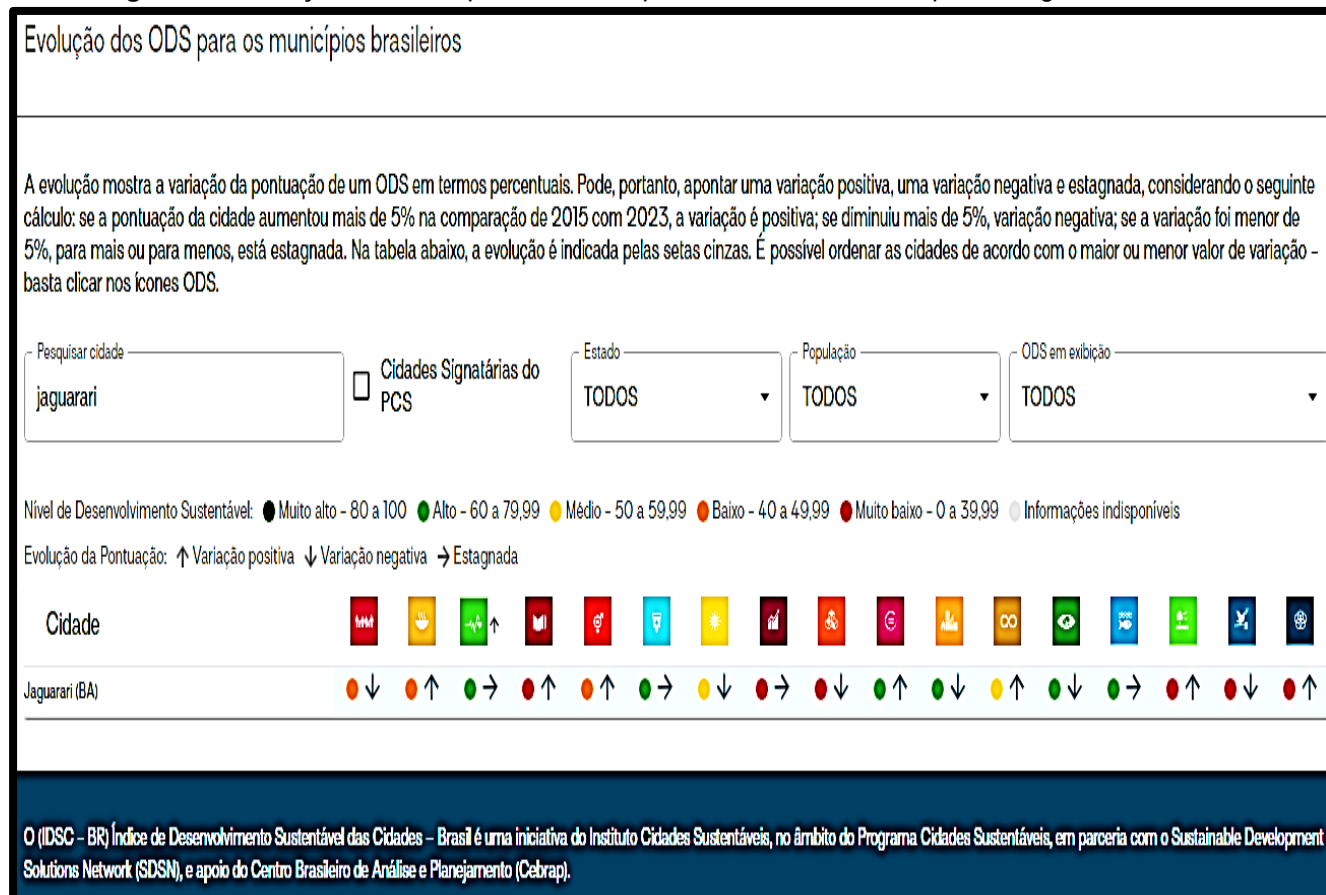 Evolução dos ODS para os municípios brasileiros
A evolução mostra a variação da pontuação de um ODS em termos percentuais. Pode, portanto, apontar uma variação positiva, uma variação negativa e estagnada, considerando o seguinte
cálculo: se a pontuação da cidade aumentou mais de 5% na comparação de 2015 com 2023, a variação é positiva; se diminuiu mais de 5%, variação negativa; se a variação foi menor de
5%, para mais ou para menos, está estagnada. Na tabela abaixo, a evolução é indicada pelas setas cinzas. É possível ordenar as cidades de acordo com o maior ou menor valor de variação –
basta clicar nos ícones ODS.
Pesquisar cidade
jaguarari
Cidades Signatárias do
PCS
Estado
TODOS
População
TODOS
ODS em exibição
TODOS
Nível de Desenvolvimento Sustentável: Muito alto - 80 a 100 Alto - 60 a 79,99 Médio - 50 a 59,99 Baixo - 40 a 49,99 Muito baixo - 0 a 39,99 Informações indisponíveis
Evolução da Pontuação: ↑ Variação positiva ↓ Variação negativa → Estagnada
Cidade ↑
Jaguarari (BA) ↓ ↑ → ↑ ↑ → ↓ → ↓ ↑ ↓ ↑ ↓ → ↑ ↓ ↑
O (IDSC – BR) Índice de Desenvolvimento Sustentável das Cidades – Brasil é uma iniciativa do Instituto Cidades Sustentáveis, no âmbito do Programa Cidades Sustentáveis, em parceria com o Sustainable Development
Solutions Network (SDSN), e apoio do Centro Brasileiro de Análise e Planejamento (Cebrap).